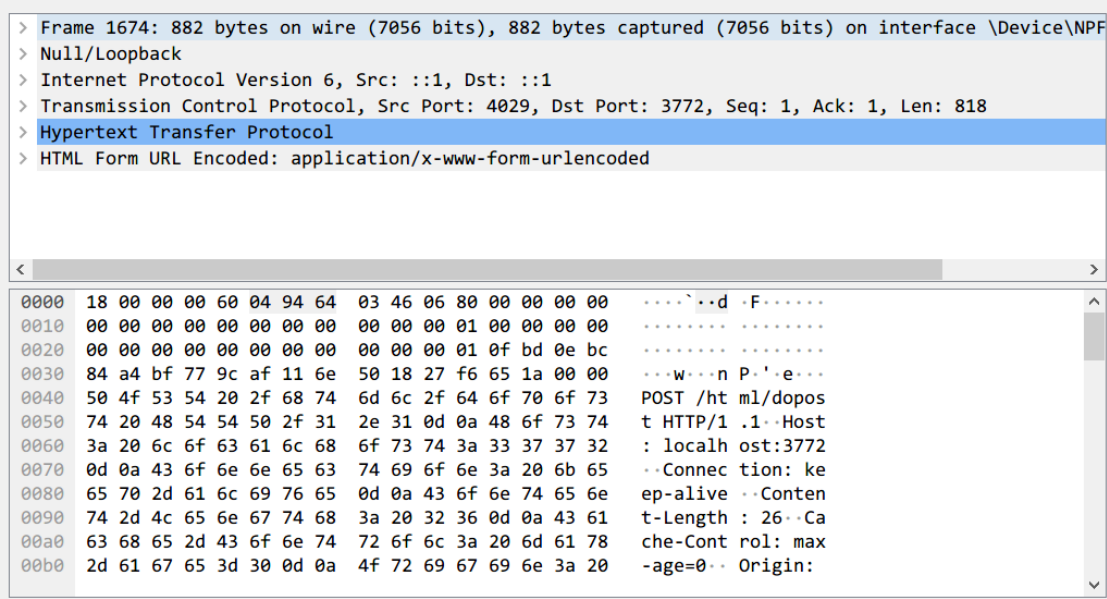 Frame 1674: 882 bytes on wire (7056 bits), 882 bytes captured (7056 bits) on interface \Device\NPF
Null/Loopback
Internet Protocol Version 6, Src: ::1, Dst: ::1
Transmission Control Protocol, Src Port: 4029, Dst Port: 3772, Seq: 1, Ack: 1, Len: 818
Hypertext Transfer Protocol
HTML Form URL Encoded: application/x-www-form-urlencoded
0000 18 00 00 00 60 04 94 64 03 46 06 80 00 00 00 00 ····`··d ·F······
0010 00 00 00 00 00 00 00 00 00 00 00 01 00 00 00 00 ········ ········
0020 00 00 00 00 00 00 00 00 00 00 00 01 0f bd 0e bc ········ ········
0030 84 a4 bf 77 9c af 11 6e 50 18 27 f6 65 1a 00 00 ···w···n P·'·e···
0040 50 4f 53 54 20 2f 68 74 6d 6c 2f 64 6f 70 6f 73 POST /ht ml/dopos
0050 74 20 48 54 54 50 2f 31 2e 31 0d 0a 48 6f 73 74 t HTTP/1 .1··Host
0060 3a 20 6c 6f 63 61 6c 68 6f 73 74 3a 33 37 37 32 : localh ost:3772
0070 0d 0a 43 6f 6e 6e 65 63 74 69 6f 6e 3a 20 6b 65 ··Connec tion: ke
0080 65 70 2d 61 6c 69 76 65 0d 0a 43 6f 6e 74 65 6e ep-alive ··Conten
0090 74 2d 4c 65 6e 67 74 68 3a 20 32 36 0d 0a 43 61 t-Length : 26··Ca
00a0 63 68 65 2d 43 6f 6e 74 72 6f 6c 3a 20 6d 61 78 che-Cont rol: max
00b0 2d 61 67 65 3d 30 0d 0a 4f 72 69 67 69 6e 3a 20 -age=0·· Origin: